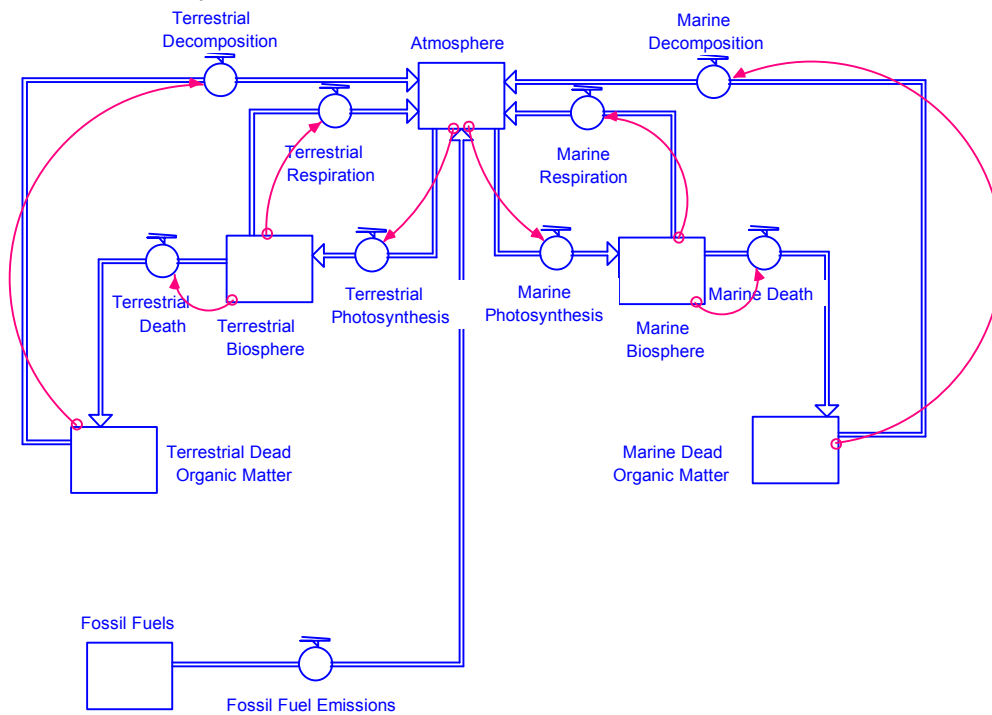 Terrestrial
Decomposition
Atmosphere
Marine
Decomposition
Terrestrial
Respiration
Marine
Respiration
Terrestrial
Death
Terrestrial
Biosphere
Terrestrial
Photosynthesis
Marine
Photosynthesis
Marine
Biosphere
Marine Death
Terrestrial Dead
Organic Matter
Marine Dead
Organic Matter
Fossil Fuels
Fossil Fuel Emissions